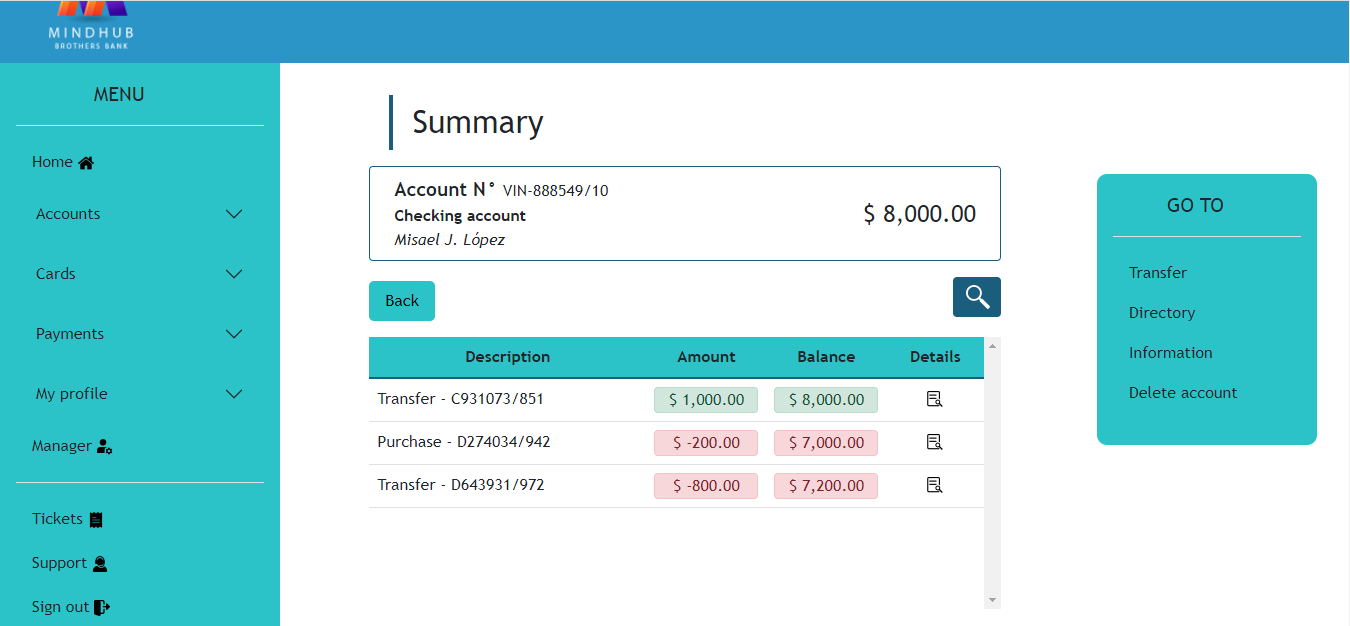 MINDHUB
BROTHERS BANK
MENU
Home
Accounts
Cards
Payments
My profile
Manager
Tickets
Support
Sign out
Summary
Account N° VIN-888549/10
Checking account
Misael J. López
$ 8,000.00
Back
Description Amount Balance Details
Transfer - C931073/851 $ 1,000.00 $ 8,000.00
Purchase - D274034/942 $ -200.00 $ 7,000.00
Transfer - D643931/972 $ -800.00 $ 7,200.00
GO TO
Transfer
Directory
Information
Delete account